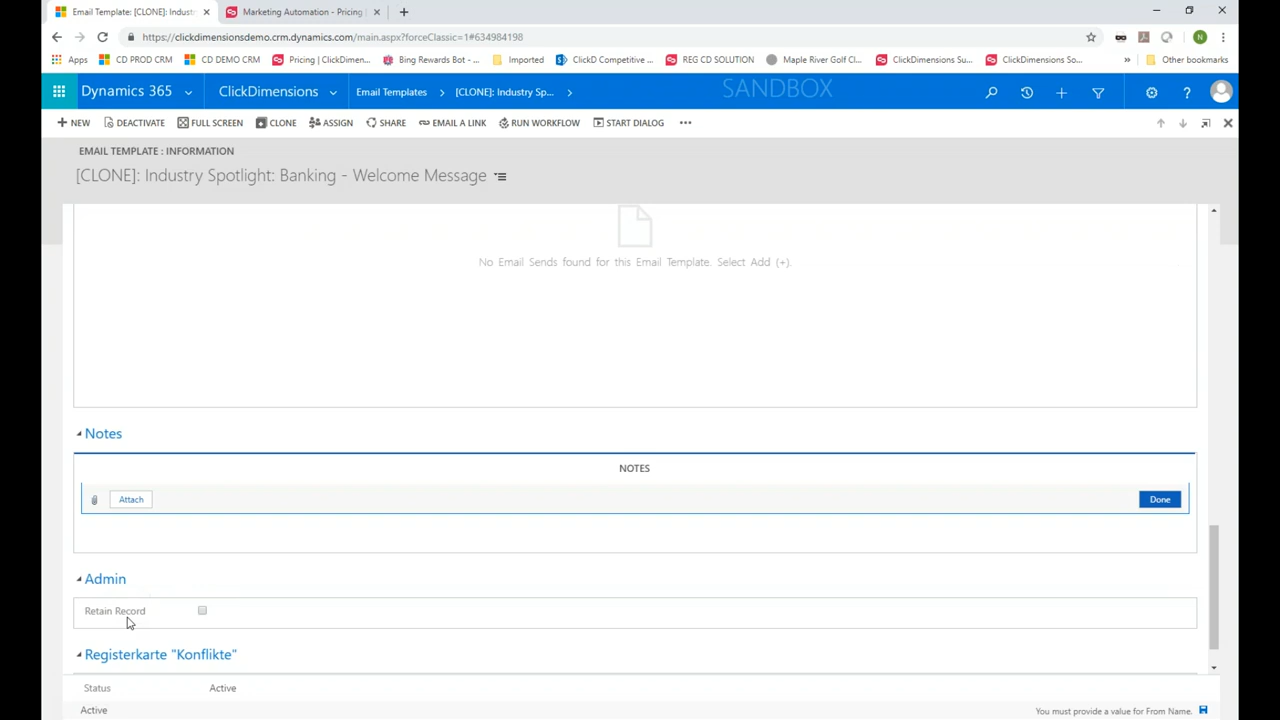 Email Template: [CLONE]: Industry
Marketing Automation - Pricing |
https://clickdimensionsdemo.crm.dynamics.com/main.aspx?forceClassic=1#634984198
N
Apps
CD PROD CRM
CD DEMO CRM
Pricing | ClickDimen...
Bing Rewards Bot - ...
Imported
ClickD Competitive ...
REG CD SOLUTION
Maple River Golf Cl...
ClickDimensions Su...
ClickDimensions So...
»
Other bookmarks
Dynamics 365
ClickDimensions
Email Templates
[CLONE]: Industry Sp...
SANDBOX
NEW
DEACTIVATE
FULL SCREEN
CLONE
ASSIGN
SHARE
EMAIL A LINK
RUN WORKFLOW
START DIALOG
EMAIL TEMPLATE : INFORMATION
[CLONE]: Industry Spotlight: Banking - Welcome Message
No Email Sends found for this Email Template. Select Add (+).
Notes
NOTES
Attach
Done
Admin
Retain Record
Registerkarte "Konflikte"
Status Active
Active
You must provide a value for From Name.